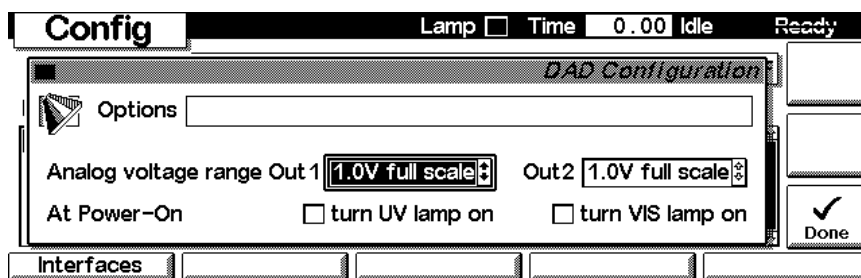 Config Lamp Time 0.00 Idle Ready
DAD Configuration
Options
Analog voltage range Out1 1.0V full scale Out2 1.0V full scale
At Power-On turn UV lamp on turn VIS lamp on
Done
Interfaces